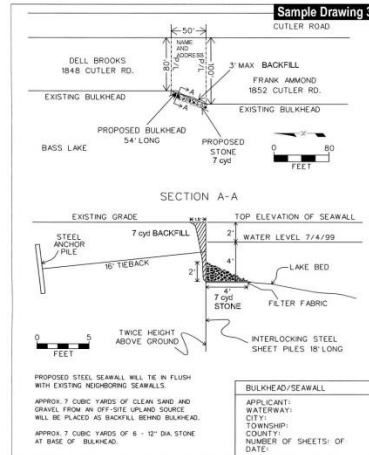 Sample Drawing 3
CUTLER ROAD
50'
NAME
AND
ADDRESS
P/L
P/L
80'
100'
DELL BROOKS
1848 CUTLER RD.
3' MAX BACKFILL
FRANK AMMOND
1852 CUTLER RD.
EXISTING BULKHEAD
A
A
EXISTING BULKHEAD
PROPOSED BULKHEAD
54' LONG
PROPOSED
STONE
7 cyd
BASS LAKE
0 80
FEET
SECTION A-A
EXISTING GRADE
1.5'
TOP ELEVATION OF SEAWALL
STEEL
ANCHOR
PILE
7 cyd BACKFILL
2'
WATER LEVEL 7/4/99
16' TIEBACK
2'
4'
LAKE BED
4'
7 cyd
STONE
FILTER FABRIC
0 5
FEET
TWICE HEIGHT
ABOVE GROUND
INTERLOCKING STEEL
SHEET PILES 18' LONG
PROPOSED STEEL SEAWALL WILL TIE IN FLUSH
WITH EXISTING NEIGHBORING SEAWALLS.
APPROX. 7 CUBIC YARDS OF CLEAN SAND AND
GRAVEL FROM AN OFF-SITE UPLAND SOURCE
WILL BE PLACED AS BACKFILL BEHIND BULKHEAD.
APPROX. 7 CUBIC YARDS OF 6 - 12" DIA. STONE
AT BASE OF BULKHEAD.
BULKHEAD/SEAWALL
APPLICANT:
WATERWAY:
CITY:
TOWNSHIP:
COUNTY:
NUMBER OF SHEETS: OF
DATE: